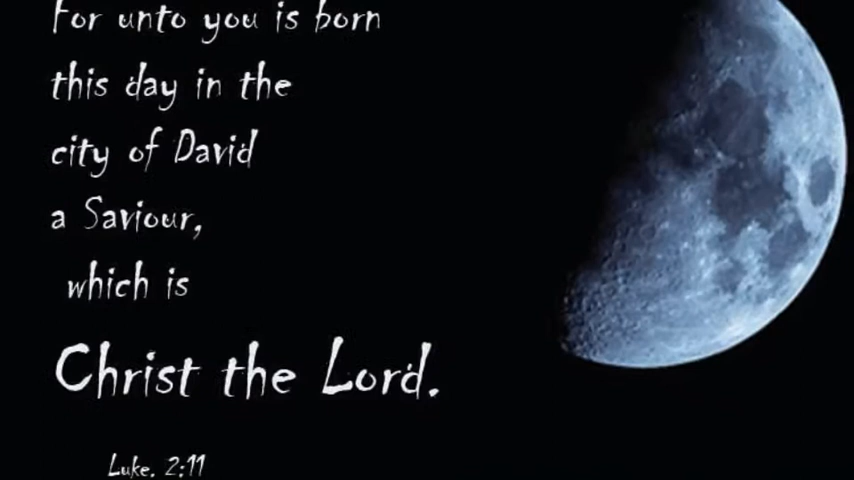 For unto you is born
this day in the
city of David
a Saviour,
which is
Christ the Lord.
Luke. 2:11